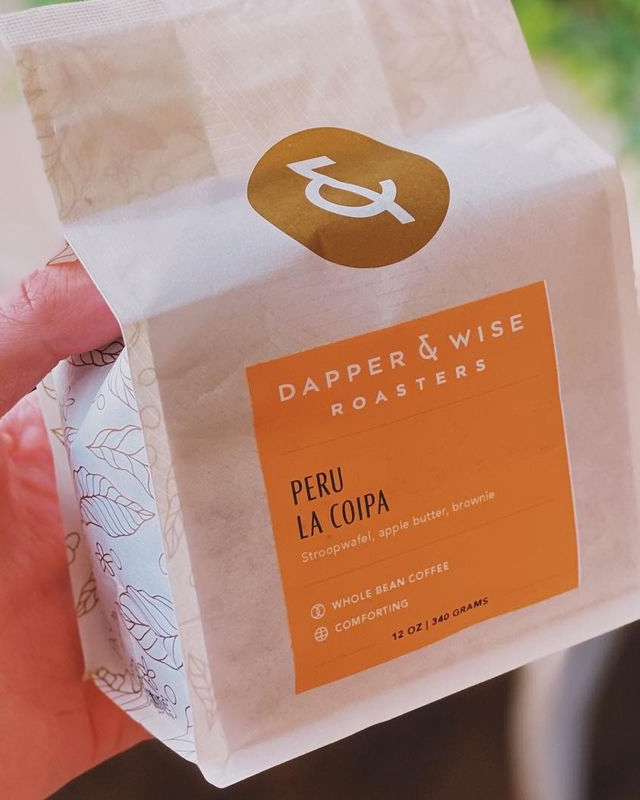 &
DAPPER & WISE
ROASTERS
PERU
LA COIPA
Stroopwafel, apple butter, brownie
WHOLE BEAN COFFEE
COMFORTING
12 OZ | 340 GRAMS